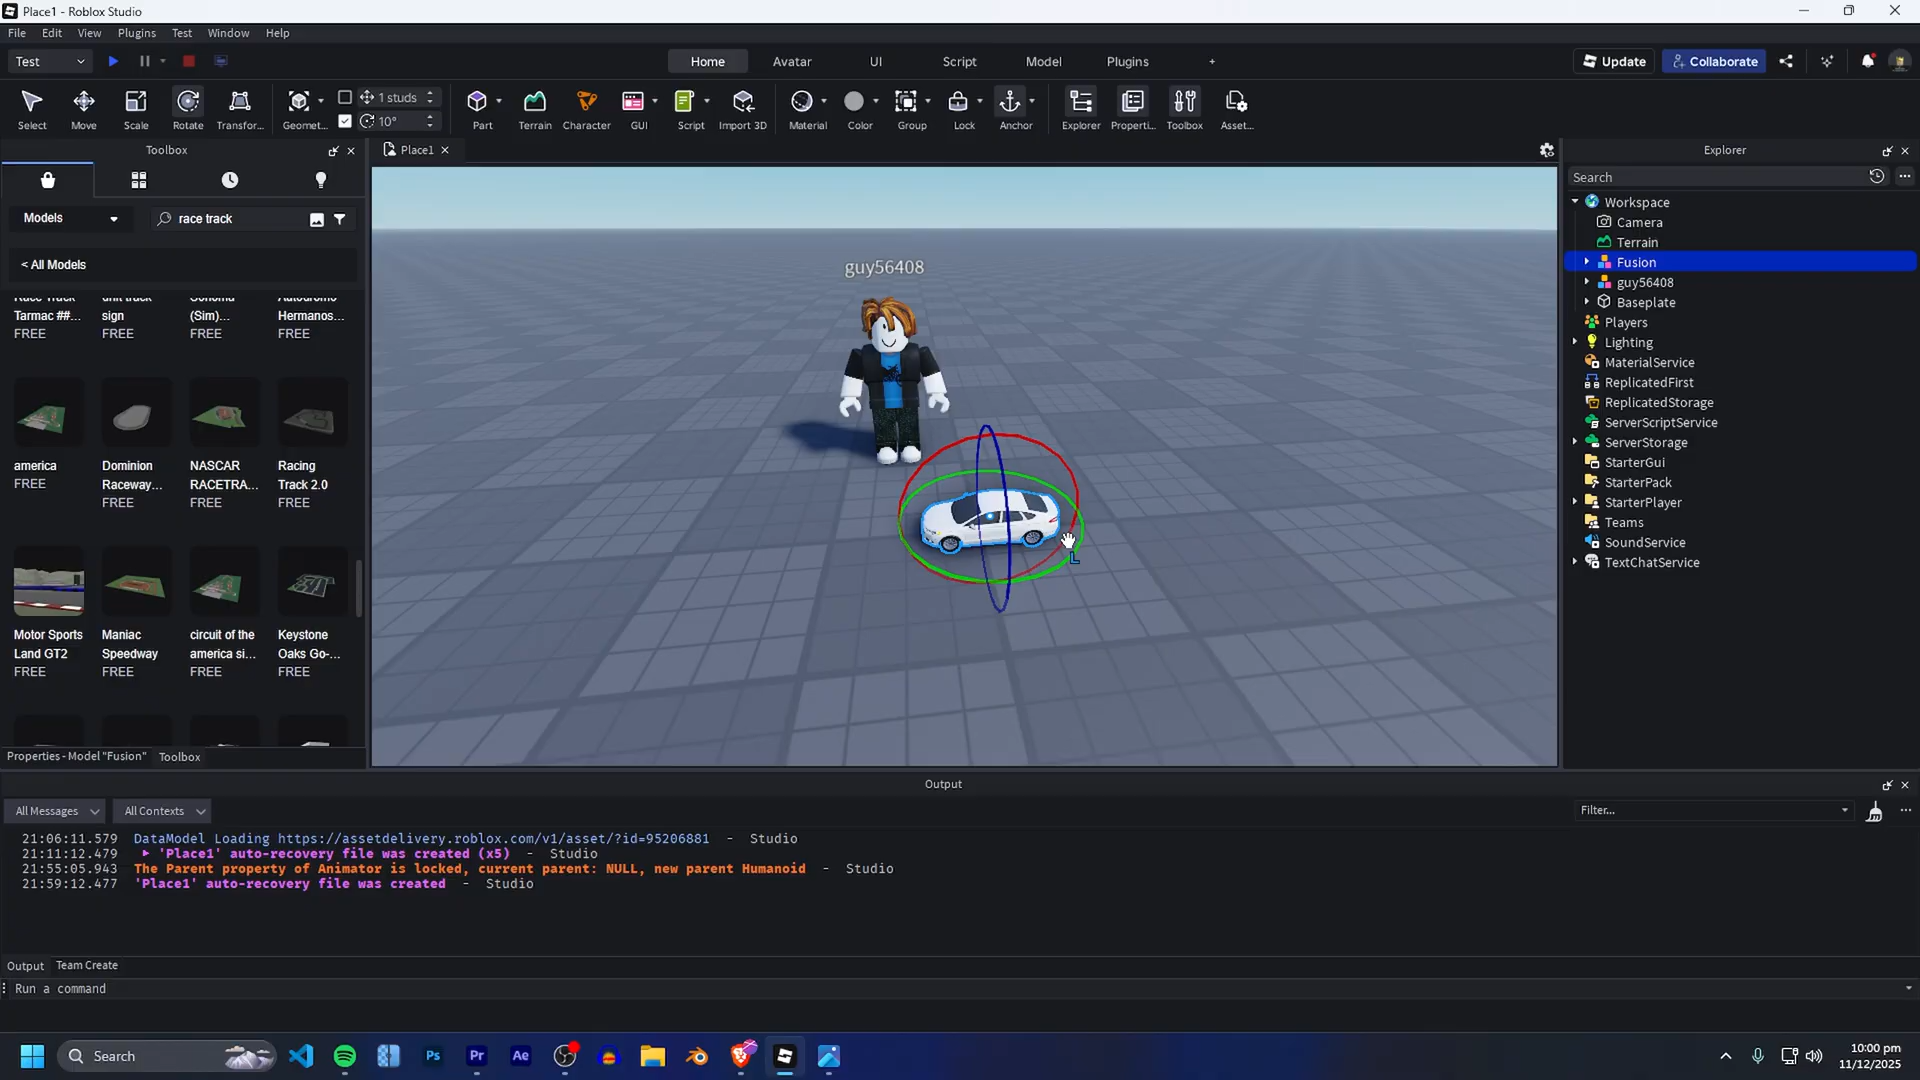 Place1 - Roblox Studio
File Edit View Plugins Test Window Help
Test
Home Avatar UI Script Model Plugins +
Update Collaborate
Select Move Scale Rotate Transfor... Geomet... 1 studs 10° Part Terrain Character GUI Script Import 3D Material Color Group Lock Anchor Explorer Properti... Toolbox Asset...
Toolbox
Place1
Explorer
Models
race track
< All Models
Tarmac ##...
FREE
sign
FREE
(Sim)...
FREE
Hermanos...
FREE
america
FREE
Dominion
Raceway...
FREE
NASCAR
RACETRA...
FREE
Racing
Track 2.0
FREE
Motor Sports
Land GT2
FREE
Maniac
Speedway
FREE
circuit of the
america si...
FREE
Keystone
Oaks Go-...
FREE
Properties - Model "Fusion" Toolbox
guy56408
L
Search
Workspace
Camera
Terrain
Fusion
guy56408
Baseplate
Players
Lighting
MaterialService
ReplicatedFirst
ReplicatedStorage
ServerScriptService
ServerStorage
StarterGui
StarterPack
StarterPlayer
Teams
SoundService
TextChatService
Output
All Messages All Contexts Filter...
21:06:11.579 DataModel Loading https://assetdelivery.roblox.com/v1/asset/?id=95206881 - Studio
21:11:12.479 'Place1' auto-recovery file was created (x5) - Studio
21:55:05.943 The Parent property of Animator is locked, current parent: NULL, new parent Humanoid - Studio
21:59:12.477 'Place1' auto-recovery file was created - Studio
Output Team Create
Run a command
Search
Ps Pr Ae
10:00 pm
11/12/2025